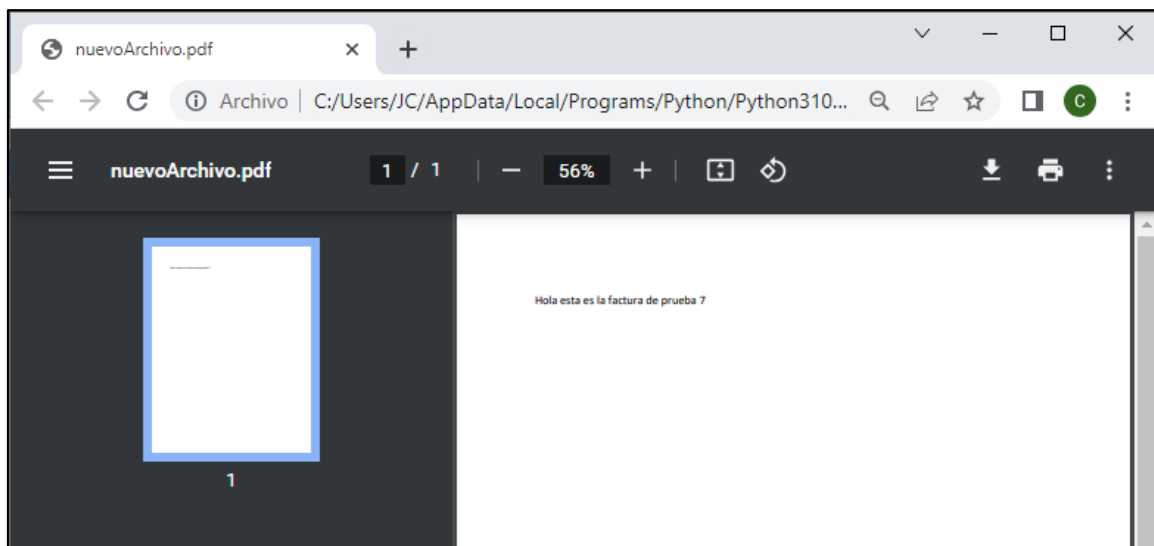 nuevoArchivo.pdf
Archivo | C:/Users/JC/AppData/Local/Programs/Python/Python310...
C
nuevoArchivo.pdf
1 / 1
56%
Hola esta es la factura de prueba 7
1